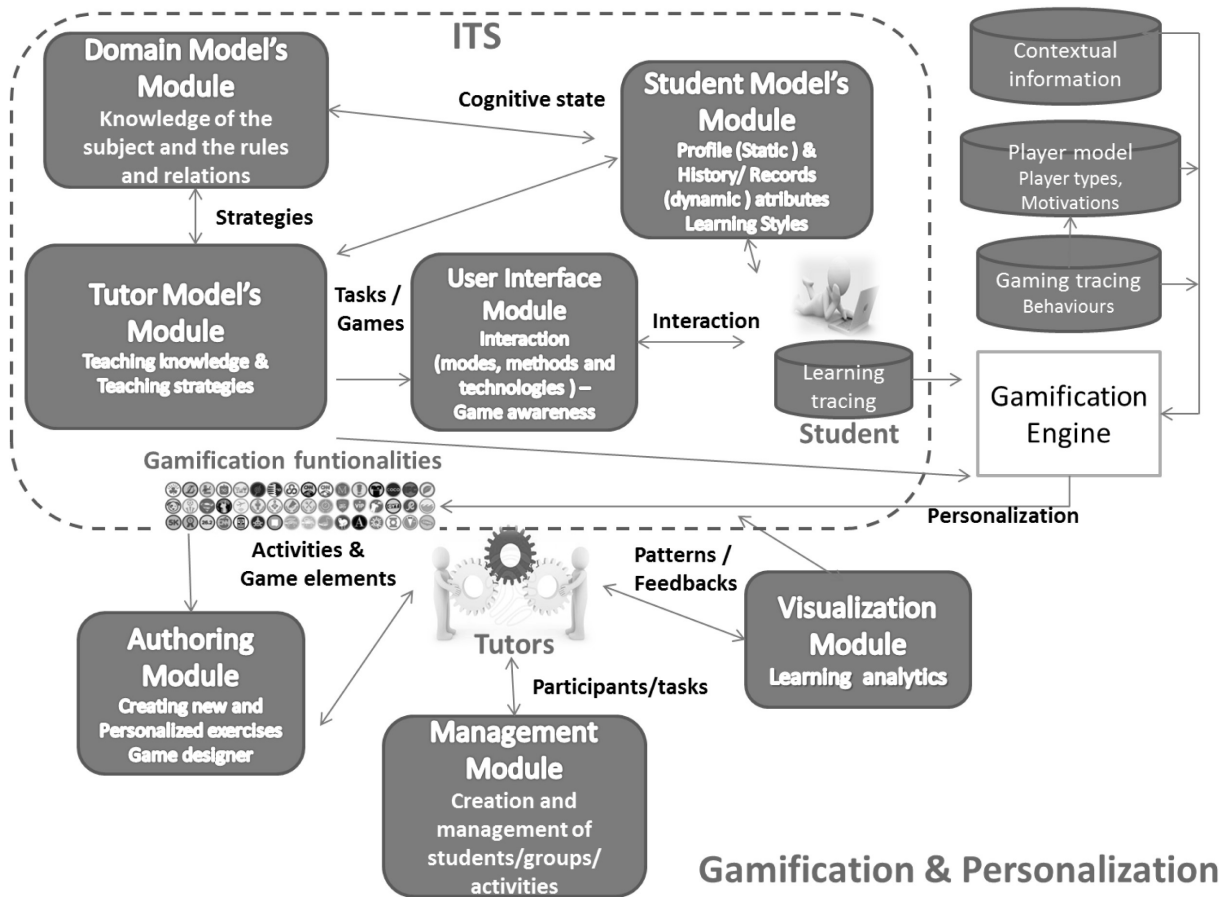 ITS
Domain Model's
Module
Knowledge of the
subject and the rules
and relations
Cognitive state
Student Model's
Module
Profile (Static ) &
History/ Records
(dynamic ) atributes
Learning Styles
Contextual
information
Player model
Player types,
Motivations
Gaming tracing
Behaviours
Strategies
Tutor Model's
Module
Teaching knowledge &
Teaching strategies
Tasks /
Games
User Interface
Module
Interaction
(modes, methods and
technologies ) –
Game awareness
Interaction
Learning
tracing
Student
Gamification
Engine
Gamification funtionalities
Personalization
Activities &
Game elements
Patterns /
Feedbacks
Tutors
Authoring
Module
Creating new and
Personalized exercises
Game designer
Participants/tasks
Visualization
Module
Learning analytics
Management
Module
Creation and
management of
students/groups/
activities
Gamification & Personalization